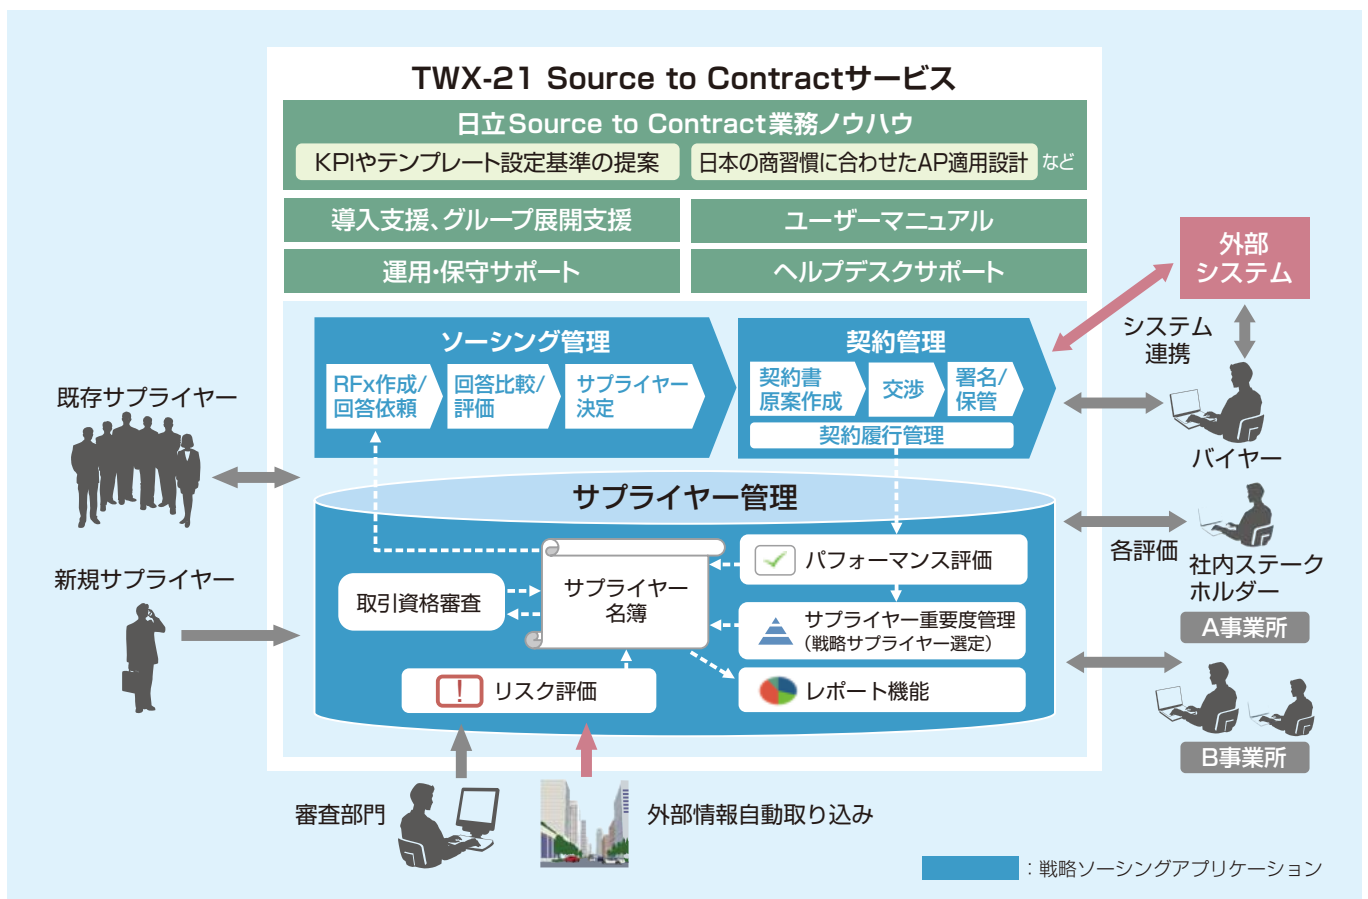 TWX-21 Source to Contractサービス
日立Source to Contract業務ノウハウ
KPIやテンプレート設定基準の提案
日本の商習慣に合わせたAP適用設計 など
導入支援、グループ展開支援
ユーザーマニュアル
運用・保守サポート
ヘルプデスクサポート
外部
システム
システム
連携
ソーシング管理
RFx作成/
回答依頼
回答比較/
評価
サプライヤー
決定
契約管理
契約書
原案作成
交渉
署名/
保管
契約履行管理
既存サプライヤー
バイヤー
サプライヤー管理
新規サプライヤー
取引資格審査
サプライヤー
名簿
パフォーマンス評価
サプライヤー重要度管理
(戦略サプライヤー選定)
レポート機能
リスク評価
各評価
社内ステーク
ホルダー
A事業所
B事業所
審査部門
外部情報自動取り込み
：戦略ソーシングアプリケーション